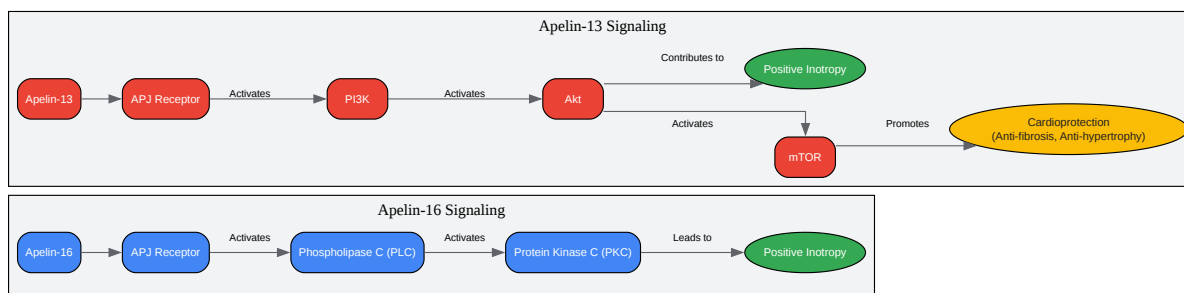 Apelin-13 Signaling
Contributes to
Positive Inotropy
Apelin-13
APJ Receptor
Activates
PI3K
Activates
Akt
Activates
mTOR
Promotes
Cardioprotection
(Anti-fibrosis, Anti-hypertrophy)
Apelin-16 Signaling
Apelin-16
APJ Receptor
Activates
Phospholipase C (PLC)
Activates
Protein Kinase C (PKC)
Leads to
Positive Inotropy